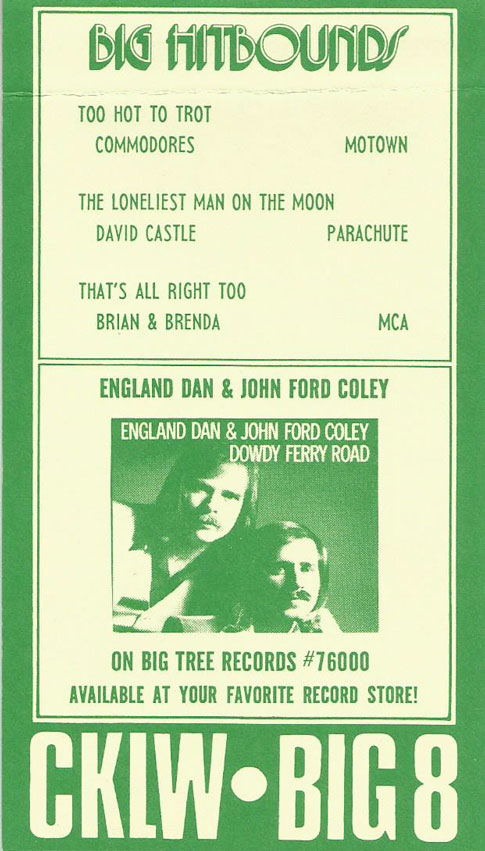 BIG HITBOUNDS
TOO HOT TO TROT
COMMODORES MOTOWN
THE LONELIEST MAN ON THE MOON
DAVID CASTLE PARACHUTE
THAT'S ALL RIGHT TOO
BRIAN & BRENDA MCA
ENGLAND DAN & JOHN FORD COLEY
ENGLAND DAN & JOHN FORD COLEY
DOWDY FERRY ROAD
ON BIG TREE RECORDS #76000
AVAILABLE AT YOUR FAVORITE RECORD STORE!
CKLW • BIG 8